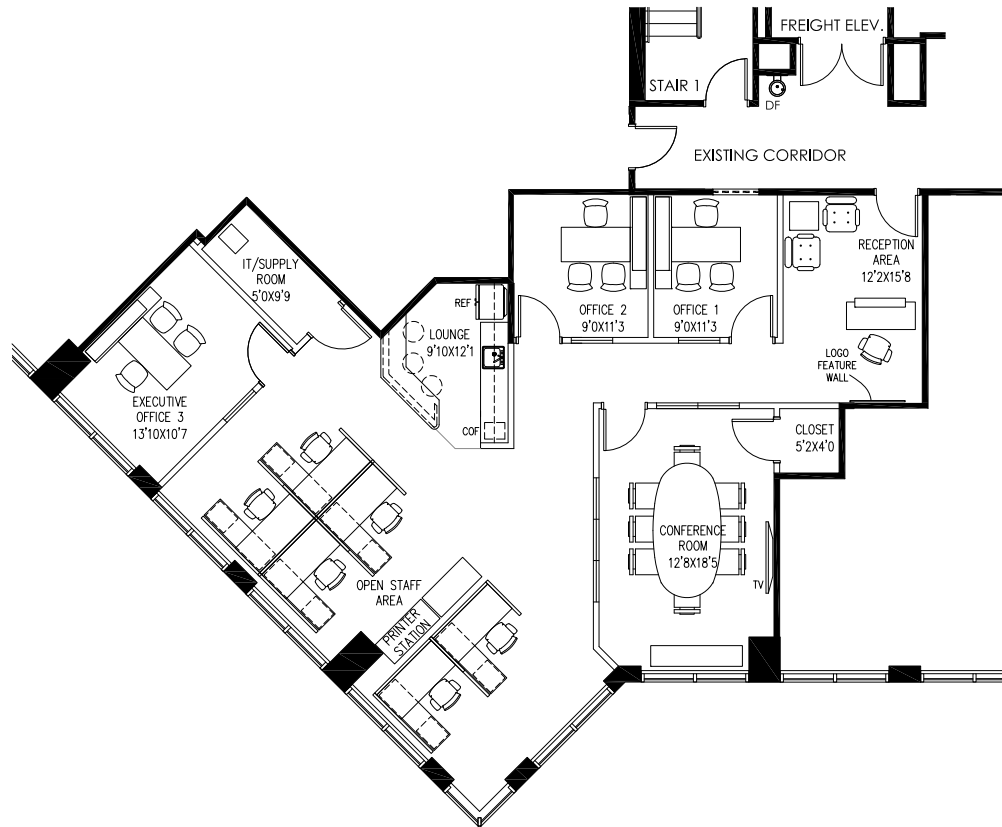 FREIGHT ELEV.
STAIR 1
DF
EXISTING CORRIDOR
RECEPTION
AREA
12'2X15'8
IT/SUPPLY
ROOM
5'0X9'9
REF
LOUNGE
9'10X12'1
OFFICE 2
9'0X11'3
OFFICE 1
9'0X11'3
LOGO
FEATURE
WALL
EXECUTIVE
OFFICE 3
13'10X10'7
COF
CLOSET
5'2X4'0
CONFERENCE
ROOM
12'8X18'5
TV
OPEN STAFF
AREA
PRINTER
STATION